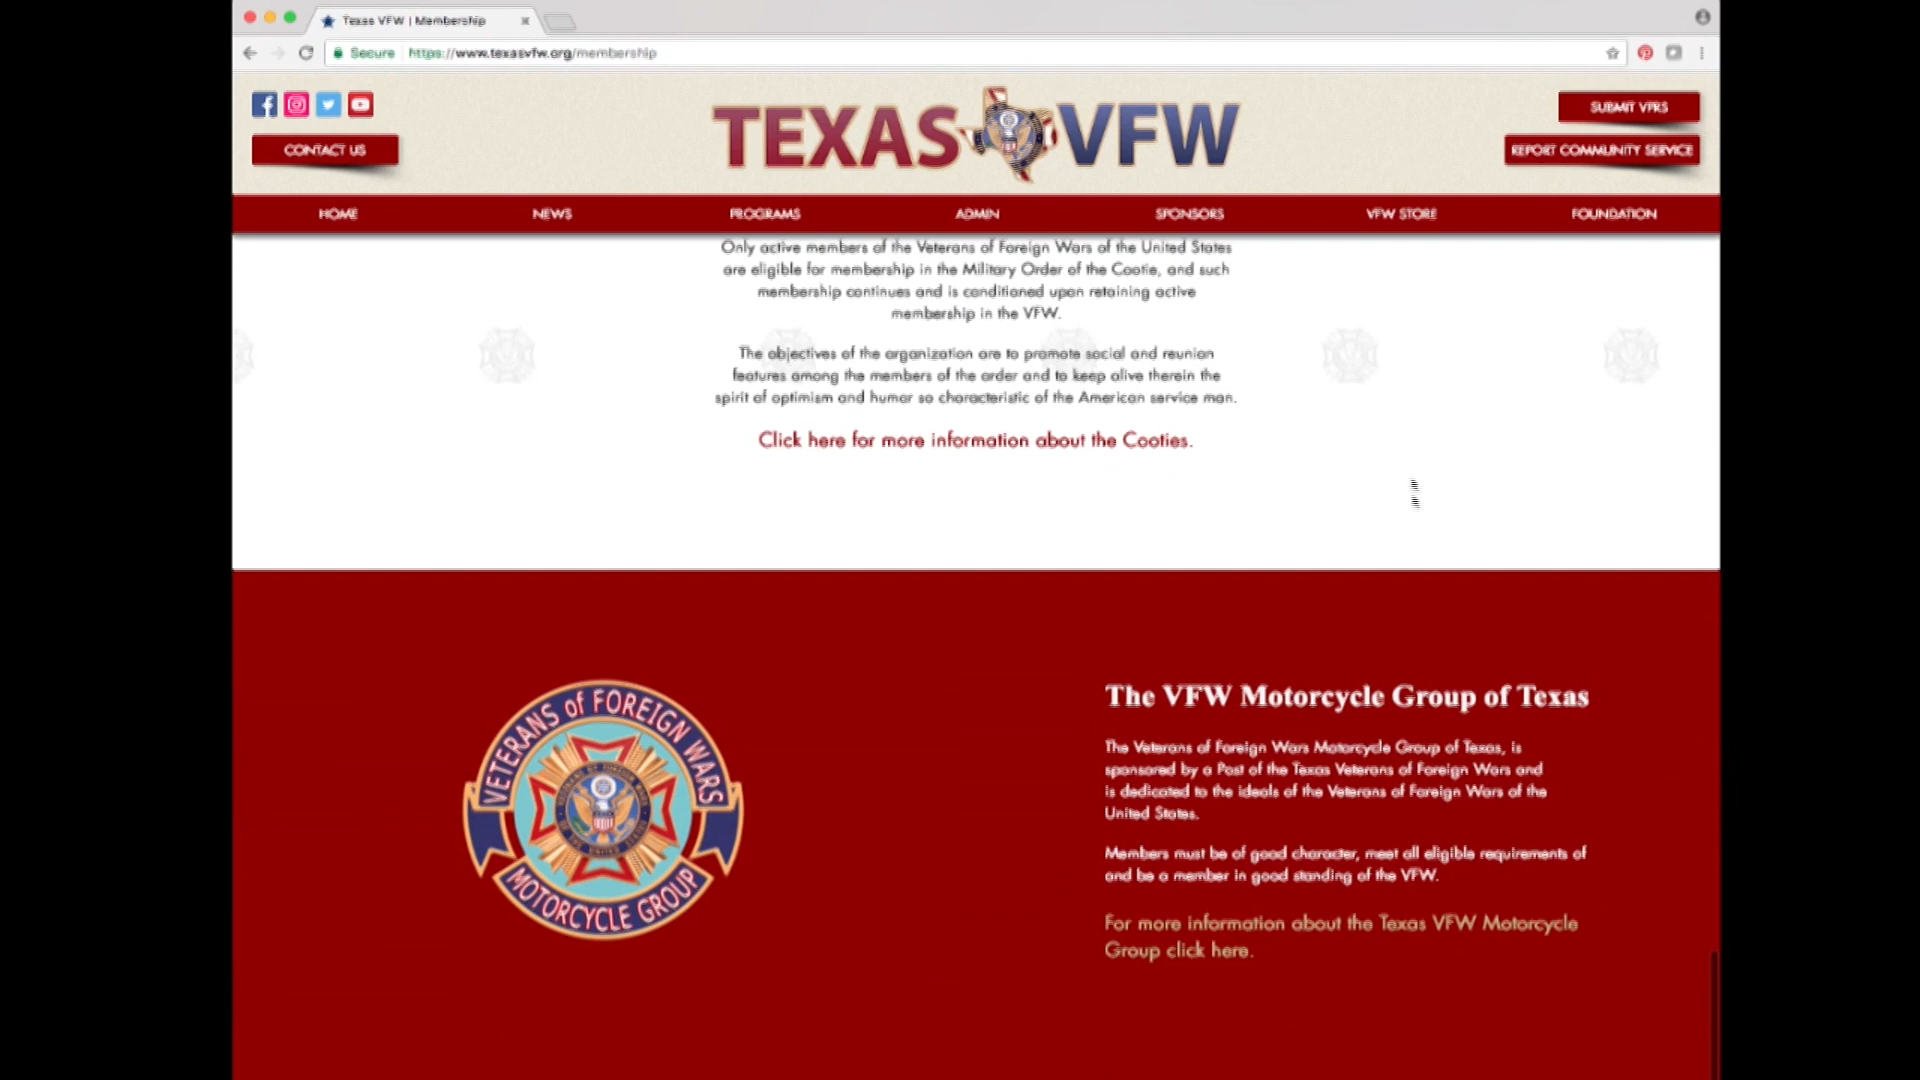 Texas VFW | Membership
Secure https://www.texasvfw.org/membership
CONTACT US
TEXAS VFW
SUBMIT VPRS
REPORT COMMUNITY SERVICE
HOME NEWS PROGRAMS ADMIN SPONSORS VFW STORE FOUNDATION
Only active members of the Veterans of Foreign Wars of the United States
are eligible for membership in the Military Order of the Cootie, and such
membership continues and is conditioned upon retaining active
membership in the VFW.
The objectives of the organization are to promote social and reunion
features among the members of the order and to keep alive therein the
spirit of optimism and humor so characteristic of the American service man.
Click here for more information about the Cooties.
VETERANS of FOREIGN WARS
MOTORCYCLE GROUP
The VFW Motorcycle Group of Texas
The Veterans of Foreign Wars Motorcycle Group of Texas, is
sponsored by a Post of the Texas Veterans of Foreign Wars and
is dedicated to the ideals of the Veterans of Foreign Wars of the
United States.
Members must be of good character, meet all eligible requirements of
and be a member in good standing of the VFW.
For more information about the Texas VFW Motorcycle
Group click here.